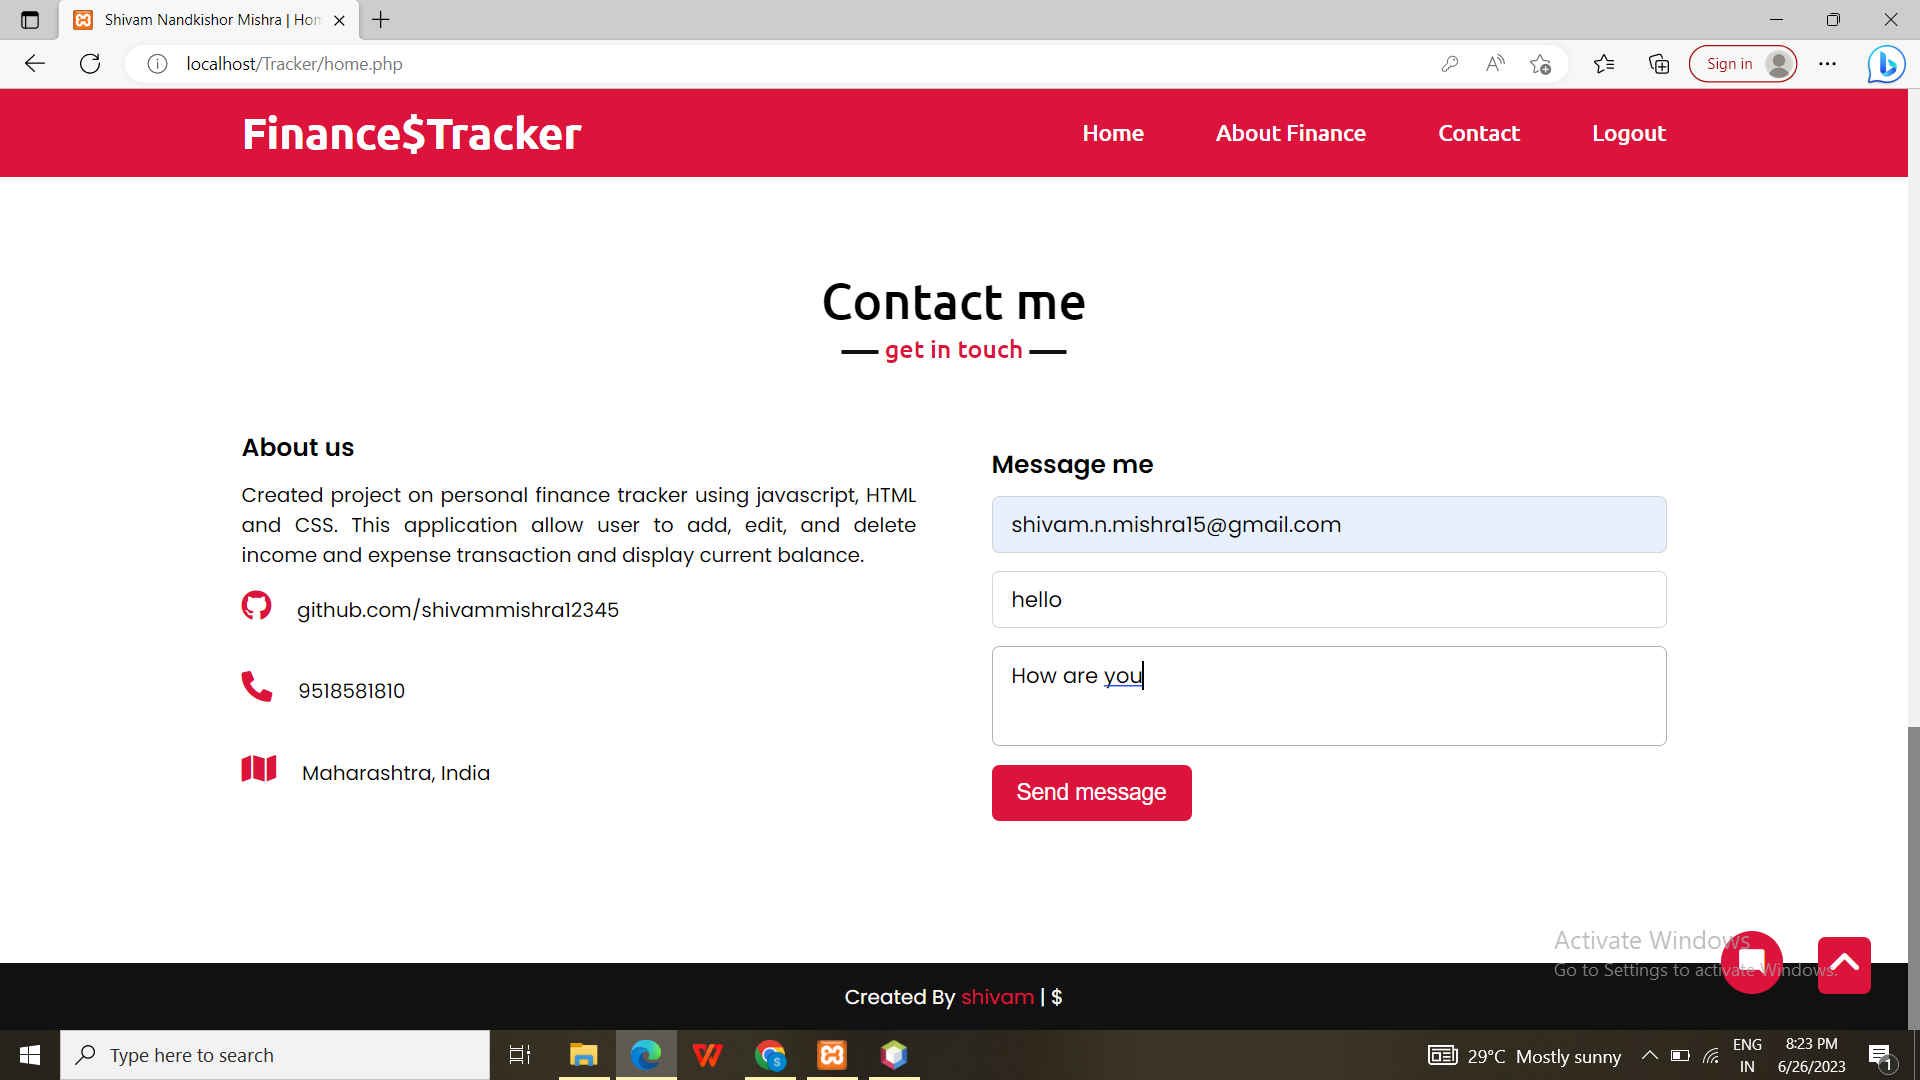 Shivam Nandkishor Mishra | Hom
localhost/Tracker/home.php
Sign in
Finance$Tracker
Home
About Finance
Contact
Logout
Contact me
get in touch
About us
Created project on personal finance tracker using javascript, HTML
and CSS. This application allow user to add, edit, and delete
income and expense transaction and display current balance.
github.com/shivammishra12345
9518581810
Maharashtra, India
Message me
shivam.n.mishra15@gmail.com
hello
How are you
Send message
Activate Windows
Go to Settings to activate Windows.
Created By shivam | $
Type here to search
29°C Mostly sunny
ENG
IN
8:23 PM
6/26/2023
1